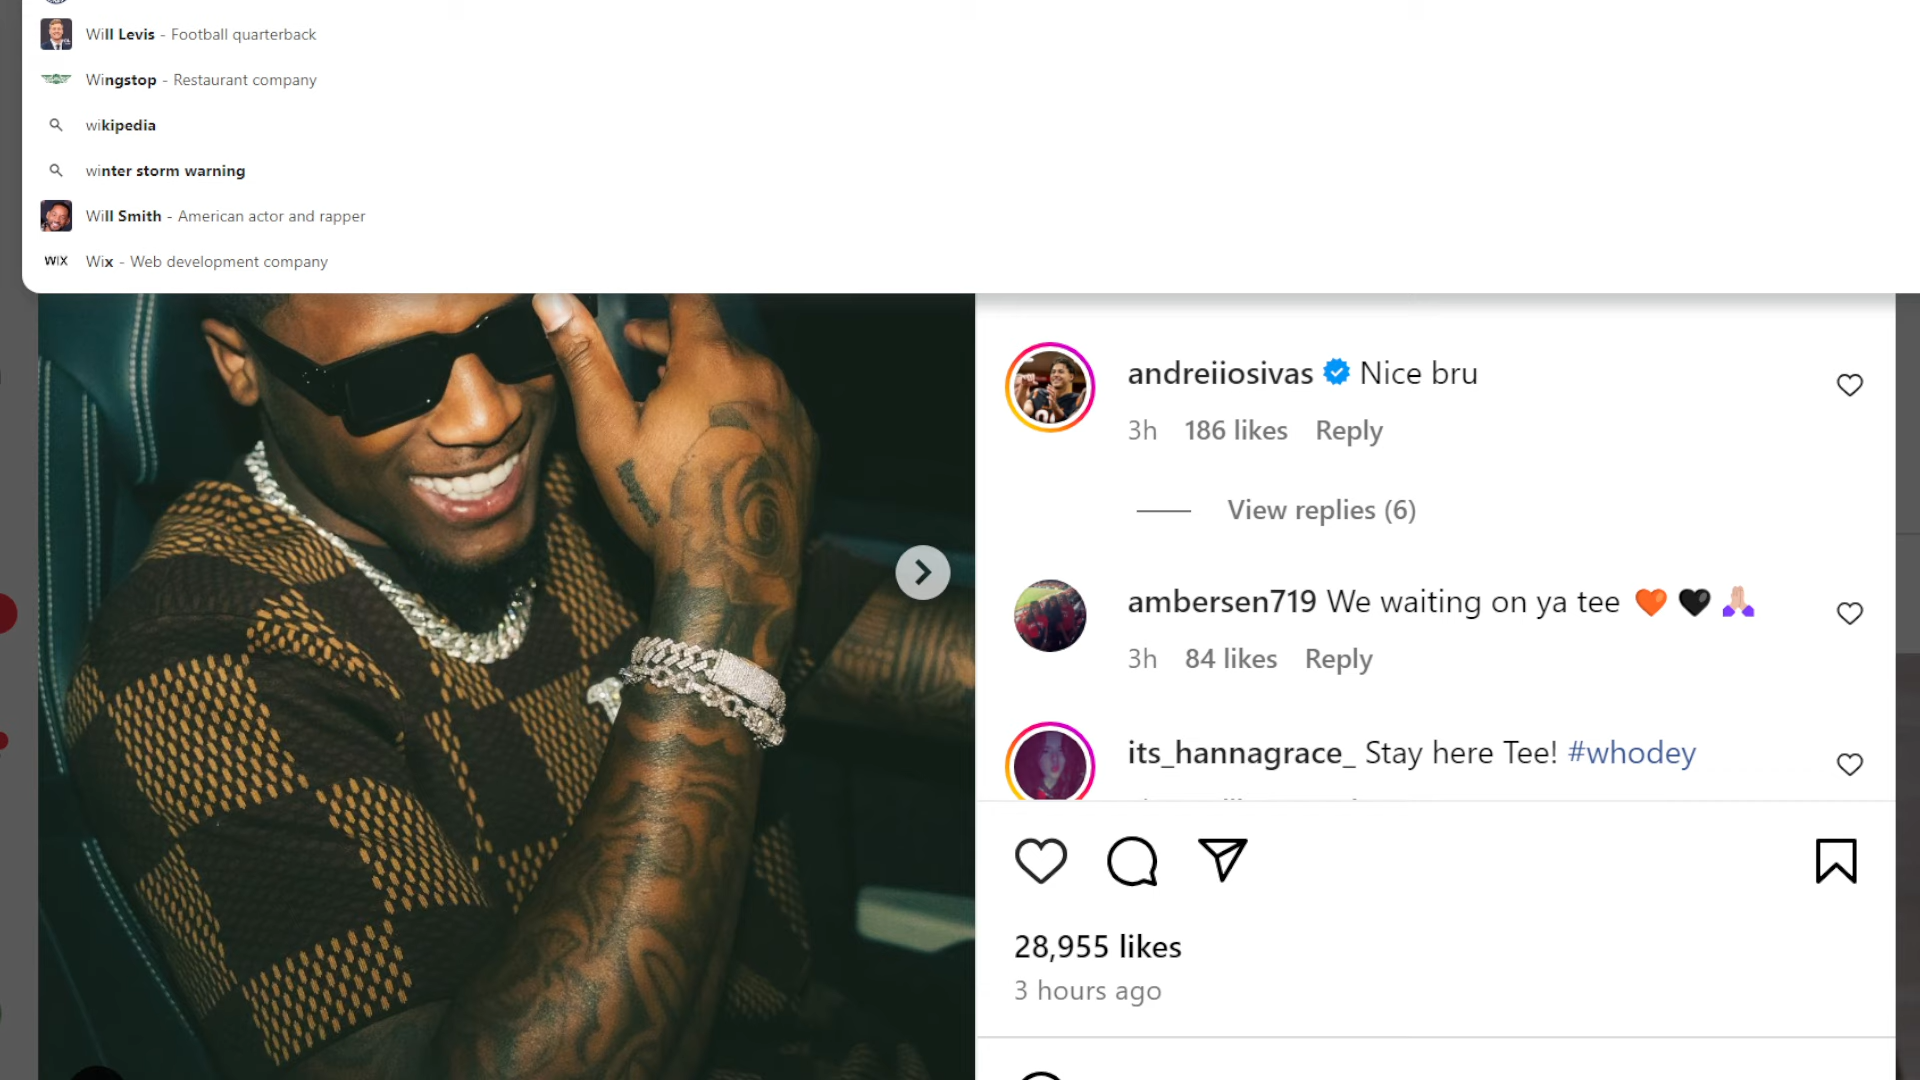 Will Levis - Football quarterback
Wingstop - Restaurant company
wikipedia
winter storm warning
Will Smith - American actor and rapper
WIX Wix - Web development company
andreiiosivas Nice bru
3h 186 likes Reply
View replies (6)
ambersen719 We waiting on ya tee 🧡 🖤 🙏🏻
3h 84 likes Reply
its_hannagrace_ Stay here Tee! #whodey
28,955 likes
3 hours ago